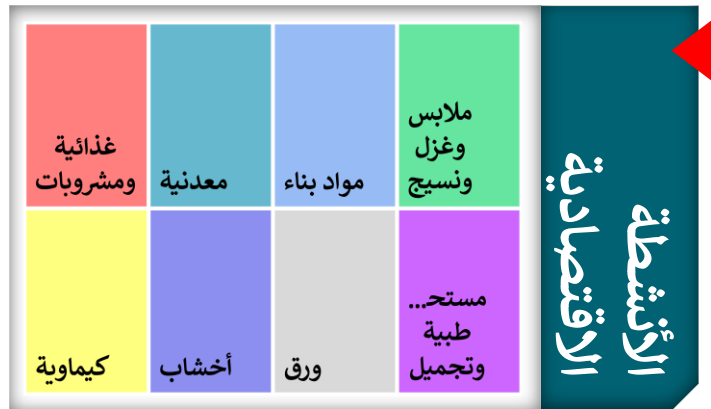 الأنشطة
الاقتصادية
ملابس
وغزل
ونسيج
مواد بناء
معدنية
غذائية
ومشروبات
مستحـ...
طبية
وتجميل
ورق
أخشاب
كيماوية